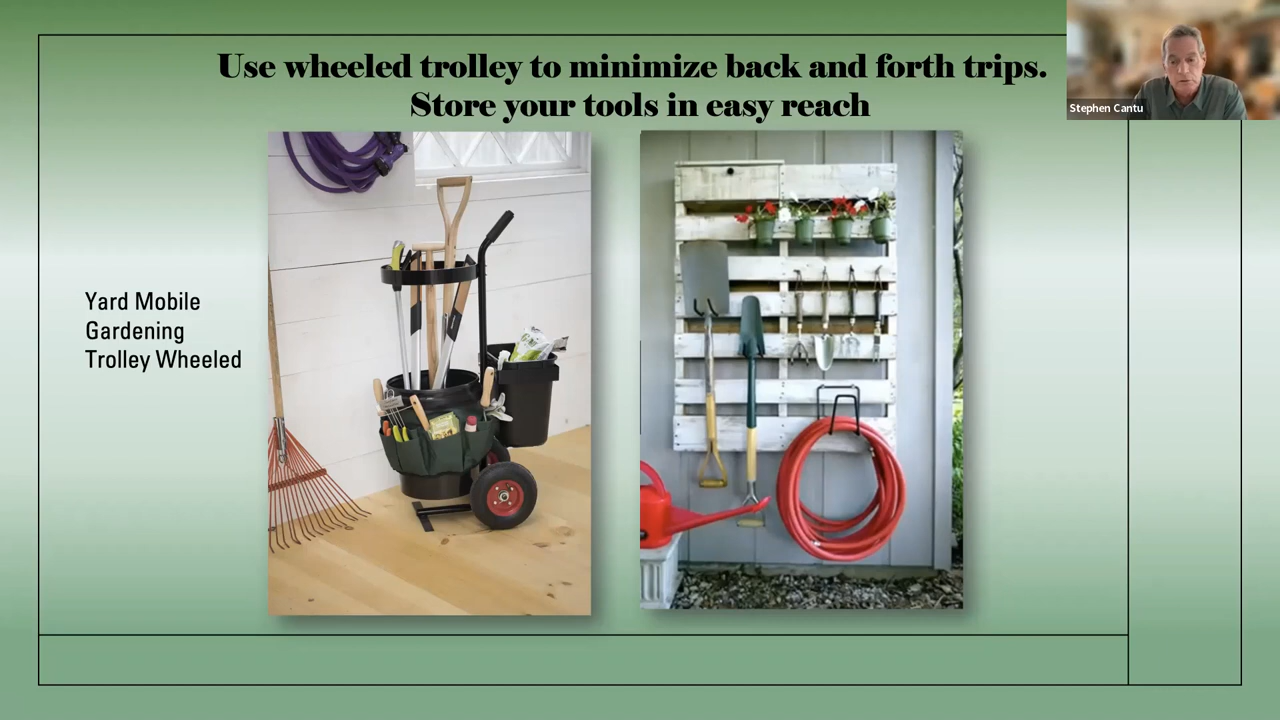 Use wheeled trolley to minimize back and forth trips.
Store your tools in easy reach
Stephen Cantu
Yard Mobile
Gardening
Trolley Wheeled